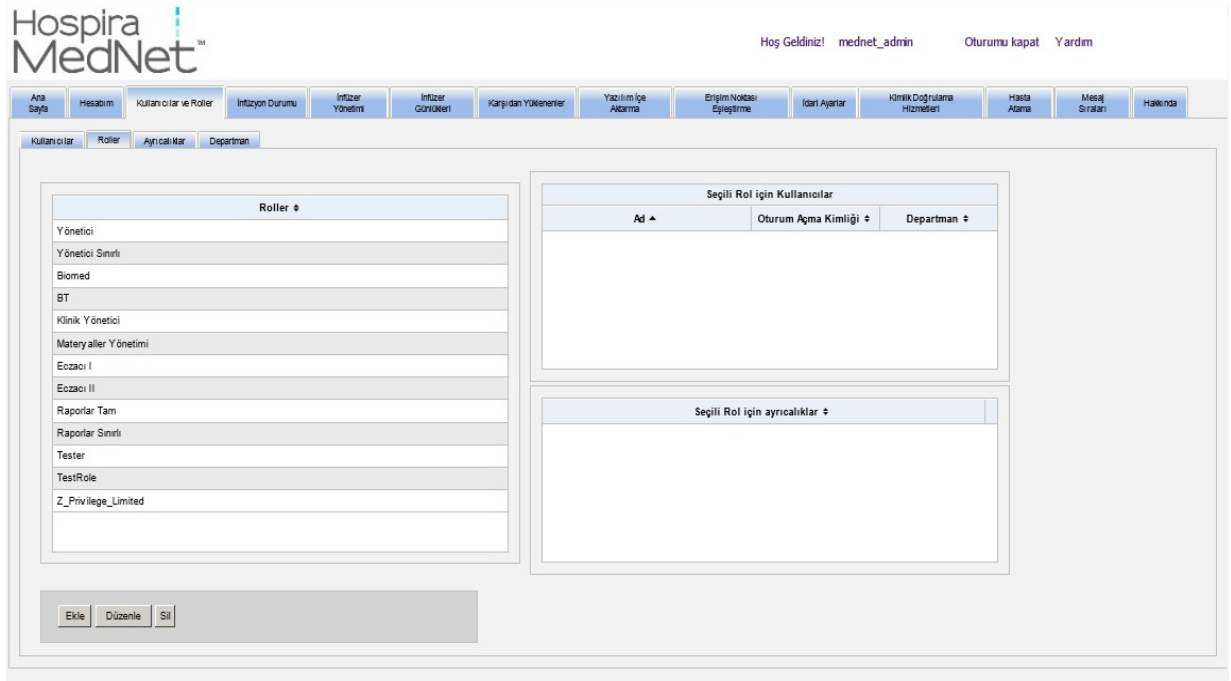 Hospira
MedNet™
Hoş Geldiniz! mednet_admin Oturumu kapat Yardım
Ana Sayfa
Hesabım
Kullanıcılar ve Roller
İnfüzyon Durumu
İnfüzer Yönetimi
İnfüzer Günlükleri
Karşıdan Yüklenenler
Yazılım İçe Aktarma
Erişim Noktası Eşleştirme
İdari Ayarlar
Kimlik Doğrulama Hizmetleri
Hasta Atama
Mesaj Sıraları
Hakkında
Kullanıcılar Roller Ayrıcalıklar Departman
Roller
Yönetici
Yönetici Sınırlı
Biomed
BT
Klinik Yönetici
Materyaller Yönetimi
Eczacı I
Eczacı II
Raporlar Tam
Raporlar Sınırlı
Tester
TestRole
Z_Privilege_Limited
Seçili Rol için Kullanıcılar
Ad Oturum Açma Kimliği Departman
Seçili Rol için ayrıcalıklar
Ekle Düzenle Sil